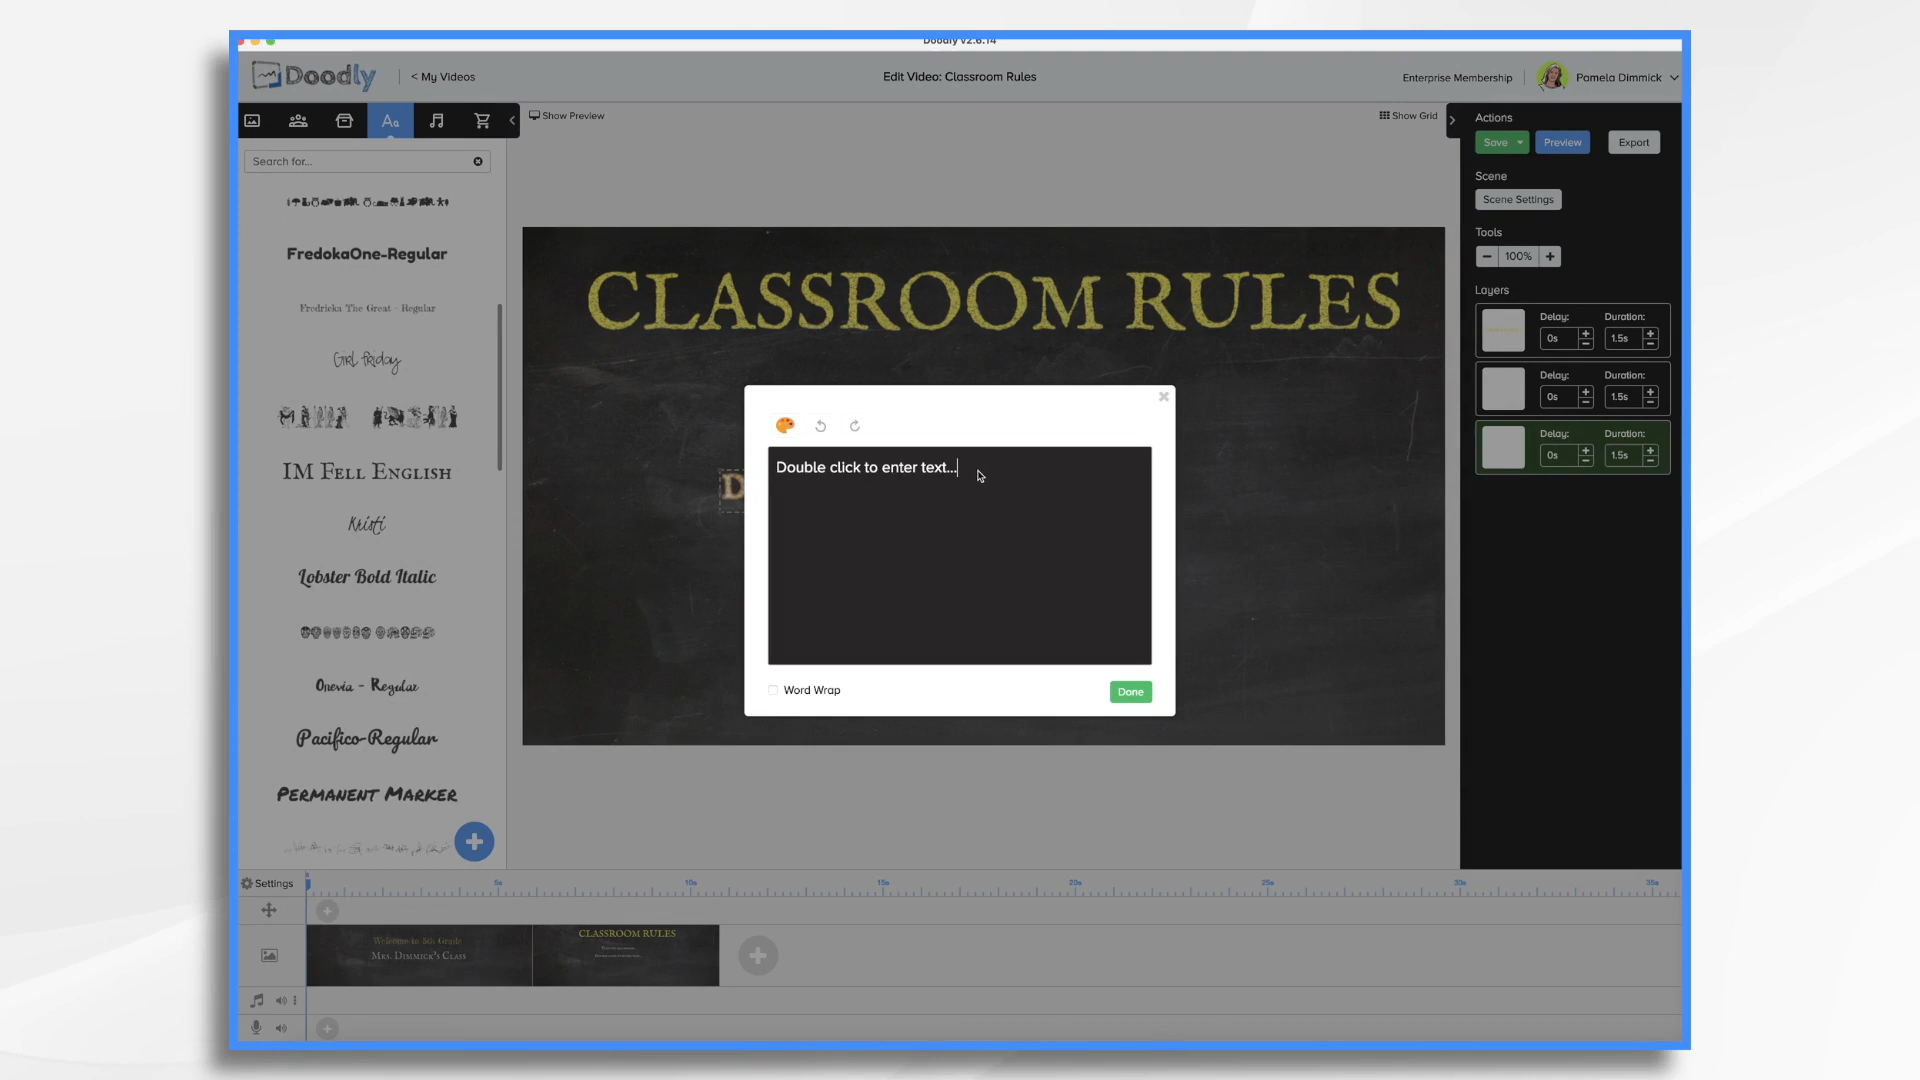 Doodly v2.6.14
Doodly
< My Videos
Edit Video: Classroom Rules
Enterprise Membership
Pamela Dimmick
Aa
Show Preview
Show Grid
Search for...
FredokaOne-Regular
Fredricka The Great - Regular
Girl Friday
IM Fell English
Kristi
Lobster Bold Italic
Onevia - Regular
Pacifico-Regular
Permanent Marker
CLASSROOM RULES
D
Double click to enter text...
Word Wrap
Done
Actions
Save
Preview
Export
Scene
Scene Settings
Tools
100%
Layers
Delay:
Duration:
0s
1.5s
Delay:
Duration:
0s
1.5s
Delay:
Duration:
0s
1.5s
Settings
5s
10s
15s
20s
25s
30s
35s
Welcome to 5th Grade
Mrs. Dimmick's Class
CLASSROOM RULES